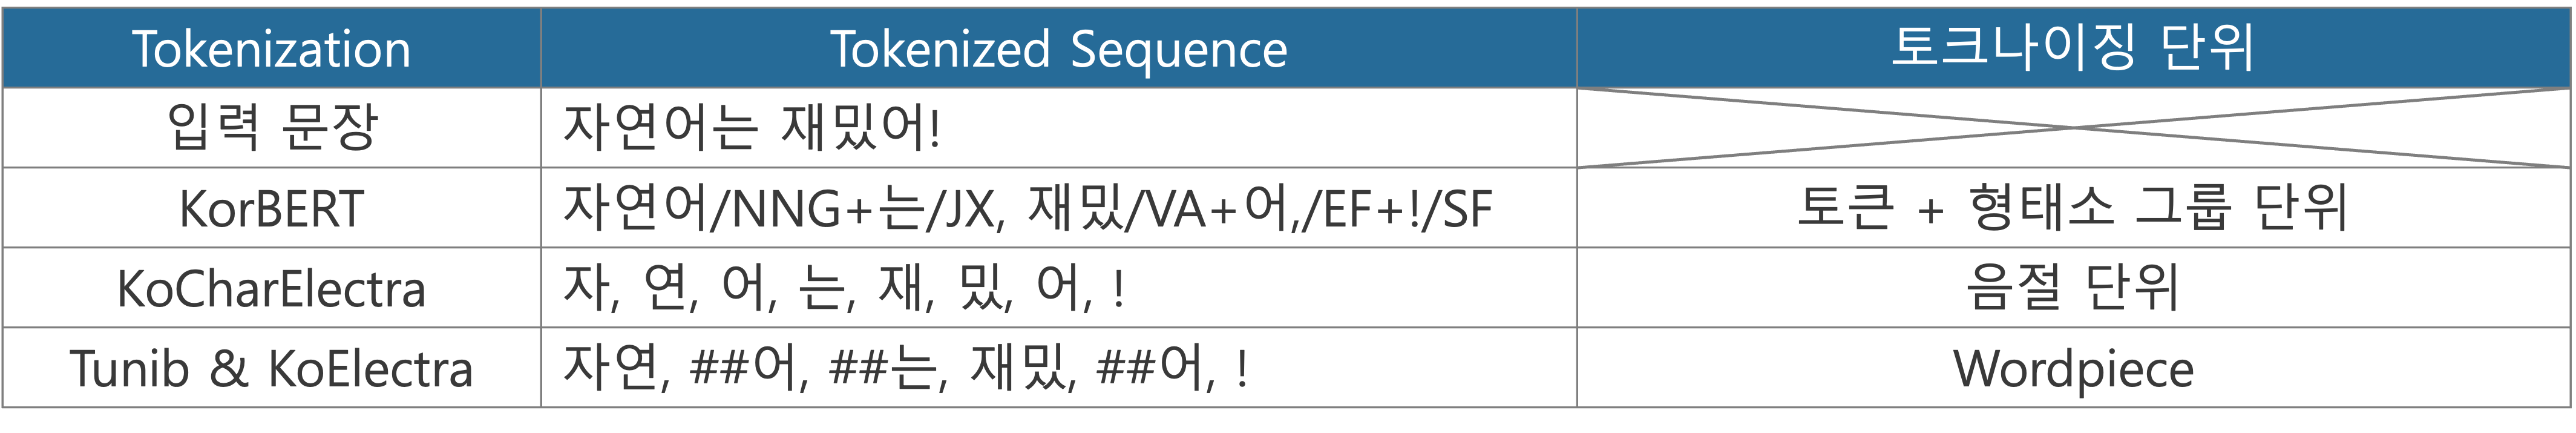 Tokenization Tokenized Sequence 토크나이징 단위
입력 문장 자연어는 재밌어!
KorBERT 자연어/NNG+는/JX, 재밌/VA+어,/EF+!/SF 토큰 + 형태소 그룹 단위
KoCharElectra 자, 연, 어, 는, 재, 밌, 어, ! 음절 단위
Tunib & KoElectra 자연, ##어, ##는, 재밌, ##어, ! Wordpiece